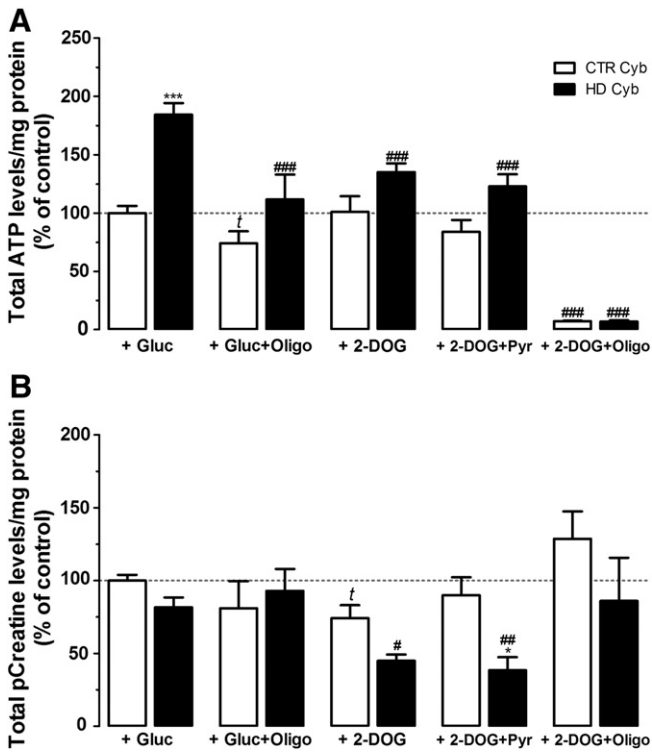 A
Total ATP levels/mg protein
(% of control)
250
200
150
100
50
0
CTR Cyb
HD Cyb
***
t
###
###
###
###
###
+ Gluc
+ Gluc+Oligo
+ 2-DOG
+ 2-DOG+Pyr
+ 2-DOG+Oligo
B
Total pCreatine levels/mg protein
(% of control)
200
150
100
50
0
t
#
##
*
+ Gluc
+ Gluc+Oligo
+ 2-DOG
+ 2-DOG+Pyr
+ 2-DOG+Oligo